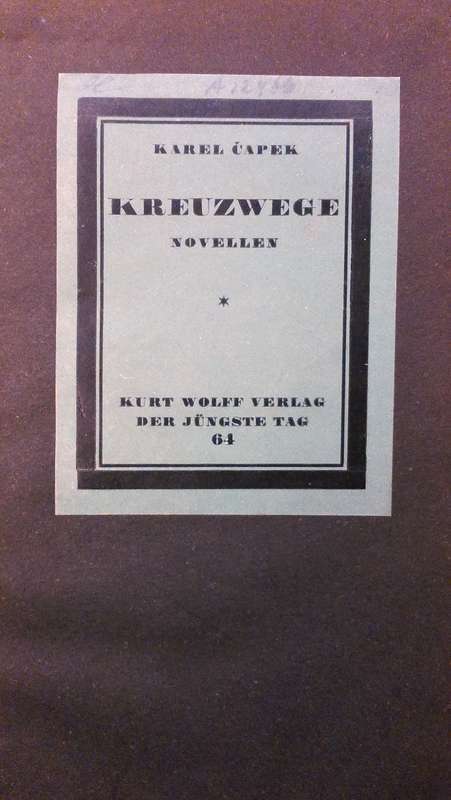 KAREL ČAPEK
KREUZWEGE
NOVELLEN
*
KURT WOLFF VERLAG
DER JÜNGSTE TAG
64